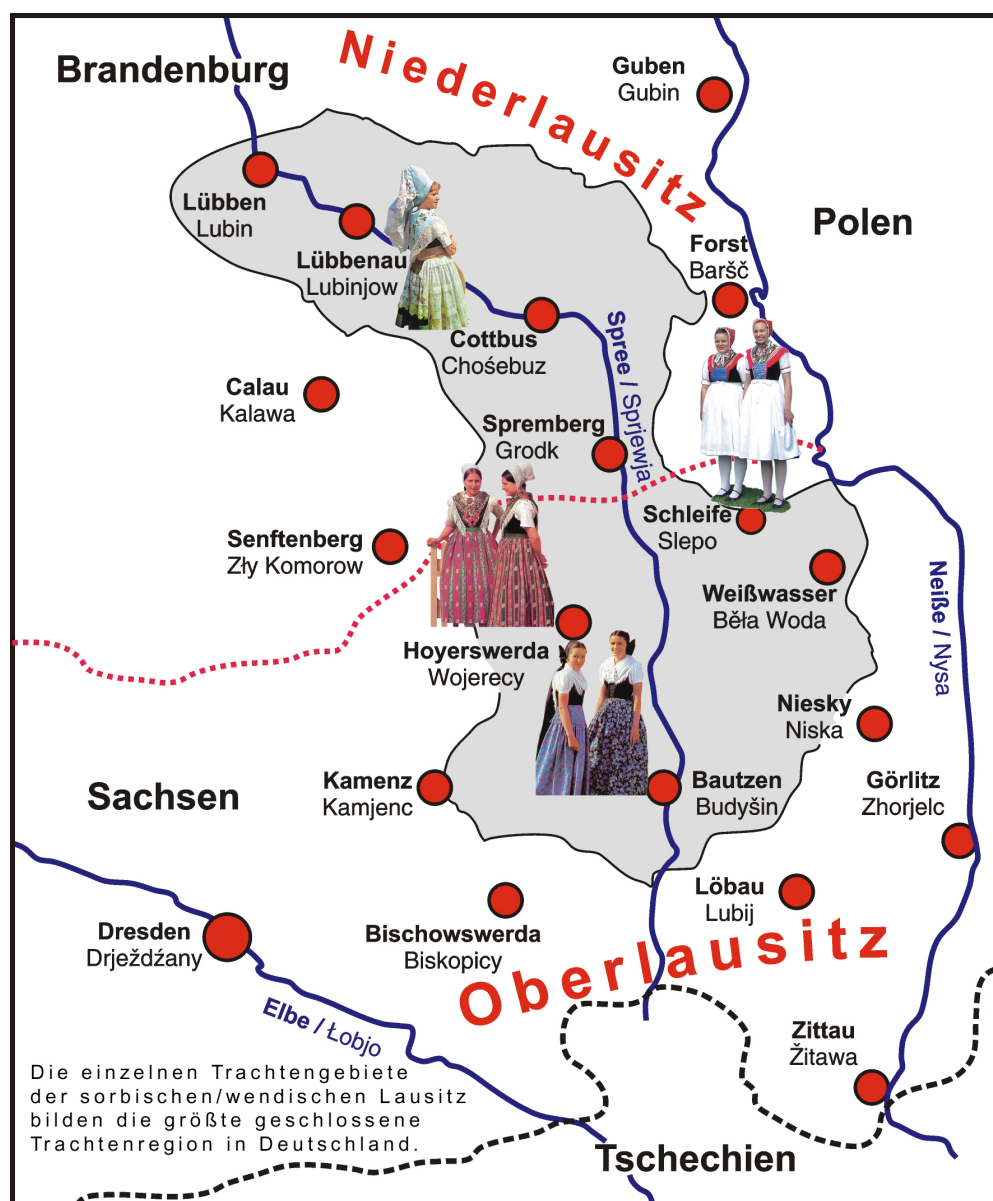 Brandenburg
Niederlausitz
Guben
Gubin
Polen
Lübben
Lubin
Lübbenau
Lubinjow
Forst
Baršč
Cottbus
Chośebuz
Spree / Sprjewja
Calau
Kalawa
Spremberg
Grodk
Senftenberg
Zły Komorow
Schleife
Slepo
Weißwasser
Běła Woda
Neiße / Nysa
Hoyerswerda
Wojerecy
Niesky
Niska
Sachsen
Kamenz
Kamjenc
Bautzen
Budyšin
Görlitz
Zhorjelc
Löbau
Lubij
Dresden
Drježdźany
Bischowswerda
Biskopicy
Oberlausitz
Elbe / Łobjo
Zittau
Žitawa
Die einzelnen Trachtengebiete
der sorbischen/wendischen Lausitz
bilden die größte geschlossene
Trachtenregion in Deutschland.
Tschechien